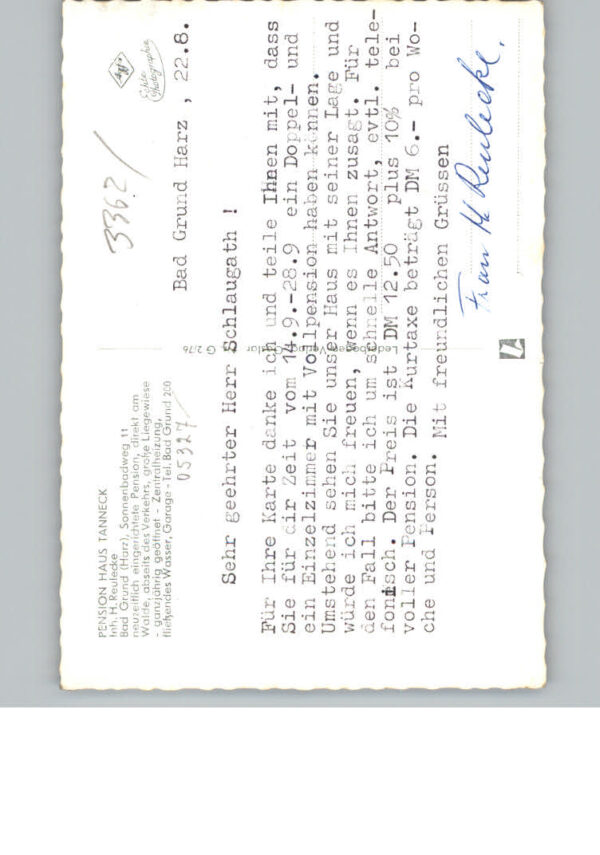 PENSION HAUS TANNECK
Inh. H. Reulecke
Bad Grund (Harz), Sonnenbadweg 11
neuzeitlich eingerichtete Pension, direkt am
Walde, abseits des Verkehrs, große Liegewiese
- ganzjährig geöffnet - Zentralheizung,
fließendes Wasser, Garage - Tel. Bad Grund 200
05327
3362/
Echte
Photographie
Bad Grund Harz , 22.8.
Sehr geehrter Herr Schlaugath !
Für Ihre Karte danke ich und teile Ihnen mit, dass
Sie für dir Zeit vom 14.9.-28.9 ein Doppel- und
ein Einzelzimmer mit Vollpension haben können.
Umstehend sehen Sie unser Haus mit seiner Lage und
würde ich mich freuen, wenn es Ihnen zusagt. Für
den Fall bitte ich um schnelle Antwort, evtl. tele-
fonisch. Der Preis ist DM 12.50 plus 10% bei
voller Pension. Die Kurtaxe beträgt DM 6.- pro Wo-
che und Person. Mit freundlichen Grüssen
Frau H Reulecke.
G 2/76